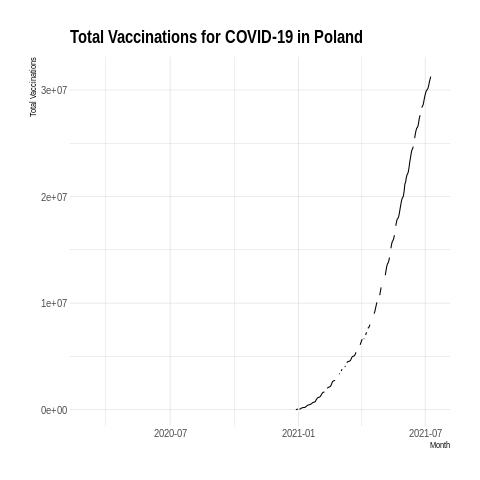 Total Vaccinations for COVID-19 in Poland
Total Vaccinations
3e+07
2e+07
1e+07
0e+00
2020-07
2021-01
2021-07
Month